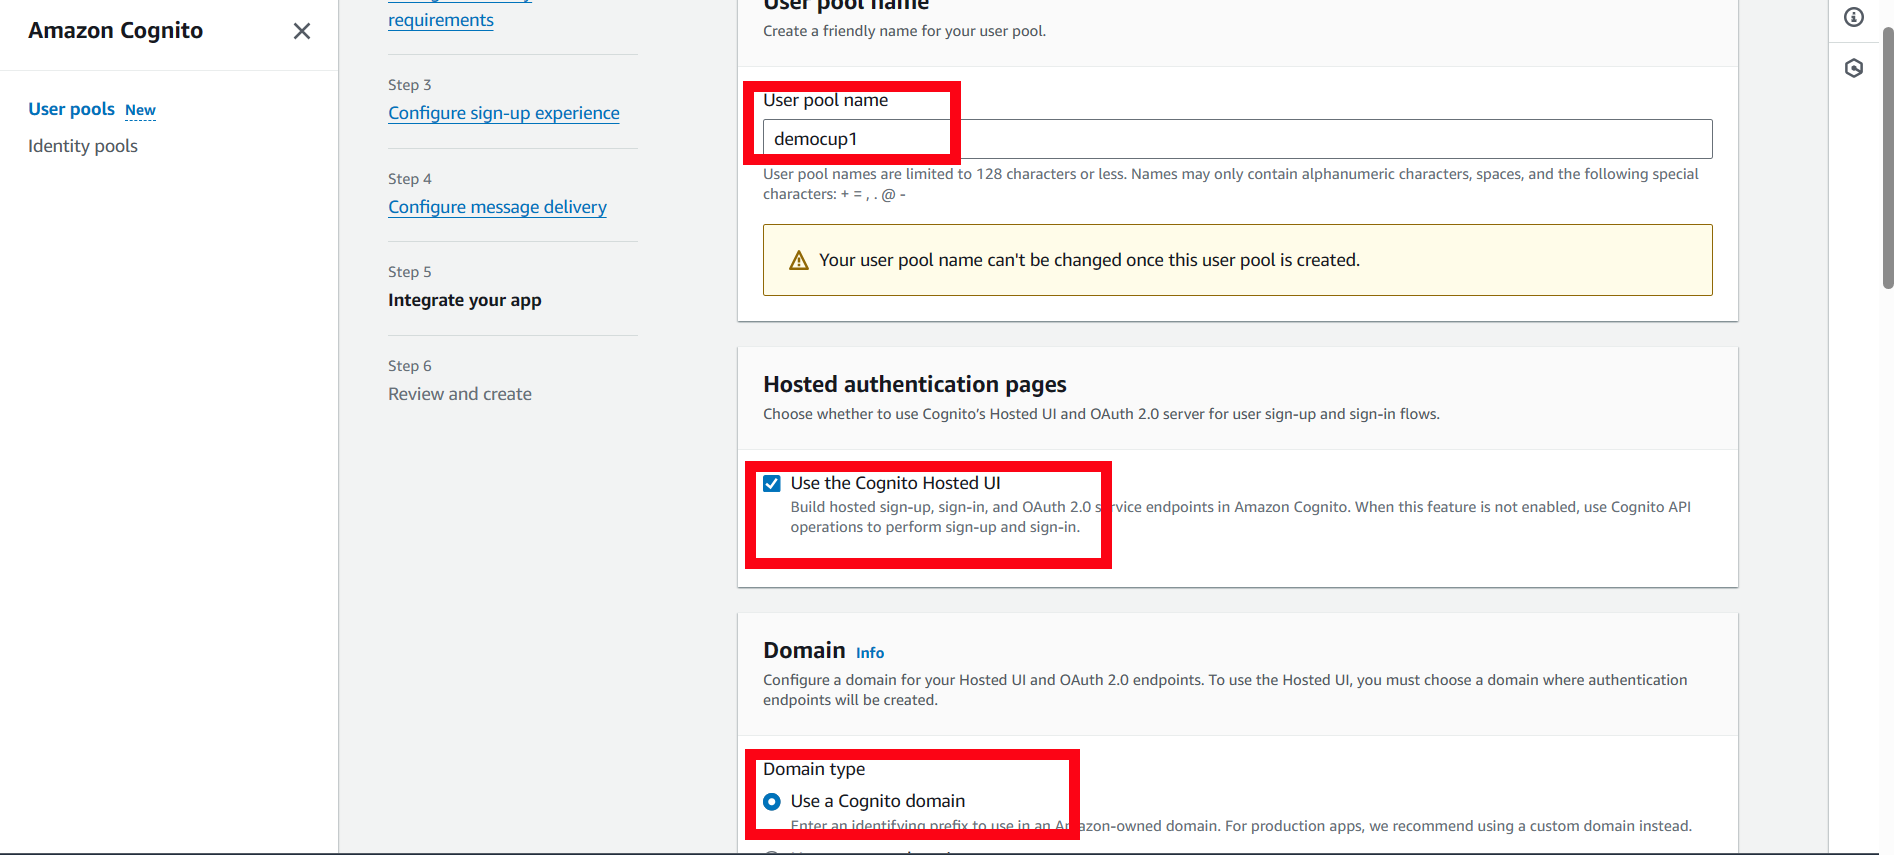 Amazon Cognito
User pools New
Identity pools
requirements
Step 3
Configure sign-up experience
Step 4
Configure message delivery
Step 5
Integrate your app
Step 6
Review and create
User pool name
Create a friendly name for your user pool.
User pool name
democup1
User pool names are limited to 128 characters or less. Names may only contain alphanumeric characters, spaces, and the following special
characters: + = , . @ -
Your user pool name can't be changed once this user pool is created.
Hosted authentication pages
Choose whether to use Cognito's Hosted UI and OAuth 2.0 server for user sign-up and sign-in flows.
Use the Cognito Hosted UI
Build hosted sign-up, sign-in, and OAuth 2.0 service endpoints in Amazon Cognito. When this feature is not enabled, use Cognito API
operations to perform sign-up and sign-in.
Domain Info
Configure a domain for your Hosted UI and OAuth 2.0 endpoints. To use the Hosted UI, you must choose a domain where authentication
endpoints will be created.
Domain type
Use a Cognito domain
Enter an identifying prefix to use in an Amazon-owned domain. For production apps, we recommend using a custom domain instead.